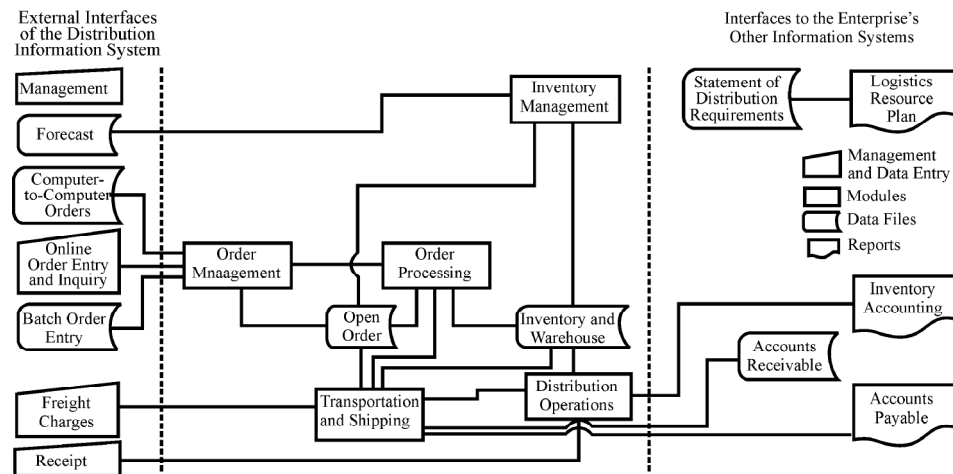 External Interfaces
of the Distribution
Information System
Interfaces to the Enterprise's
Other Information Systems
Management
Forecast
Computer-
to-Computer
Orders
Online
Order Entry
and Inquiry
Batch Order
Entry
Freight
Charges
Receipt
Inventory
Management
Order
Mnaagement
Order
Processing
Open
Order
Inventory and
Warehouse
Transportation
and Shipping
Distribution
Operations
Statement of
Distribution
Requirements
Logistics
Resource
Plan
Management
and Data Entry
Modules
Data Files
Reports
Inventory
Accounting
Accounts
Receivable
Accounts
Payable